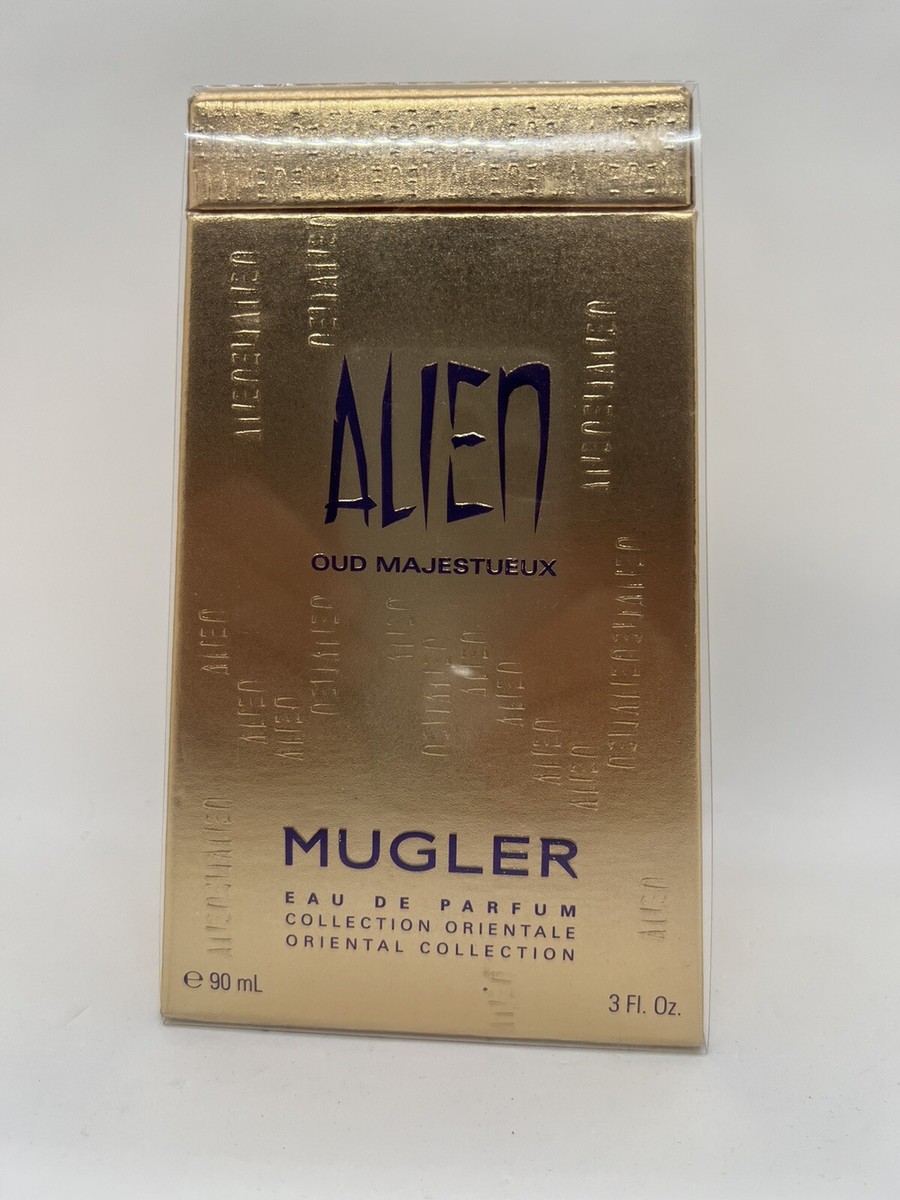 ALIEN
OUD MAJESTUEUX
MUGLER
EAU DE PARFUM
COLLECTION ORIENTALE
ORIENTAL COLLECTION
℮ 90 mL
3 Fl. Oz.